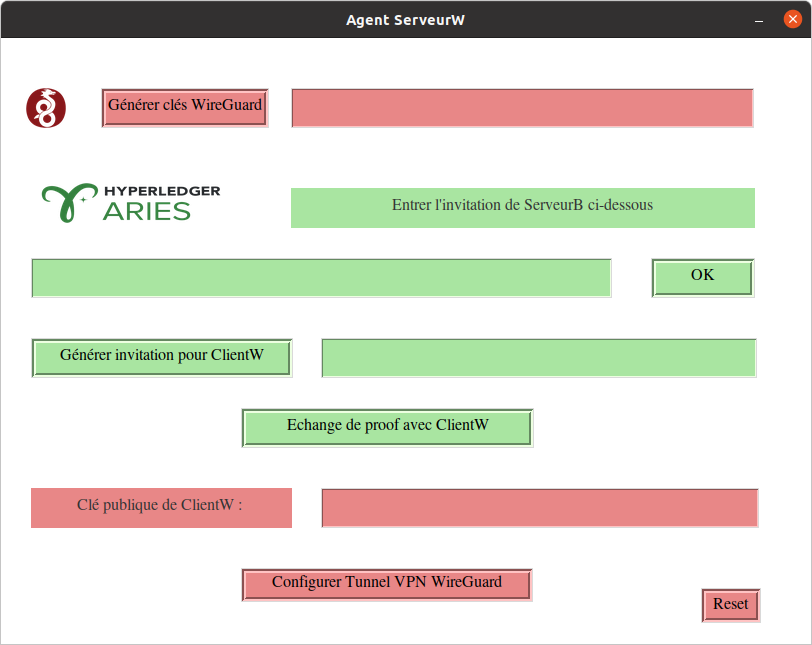 Agent ServeurW
Générer clés WireGuard
HYPERLEDGER
ARIES
Entrer l'invitation de ServeurB ci-dessous
OK
Générer invitation pour ClientW
Echange de proof avec ClientW
Clé publique de ClientW :
Configurer Tunnel VPN WireGuard
Reset